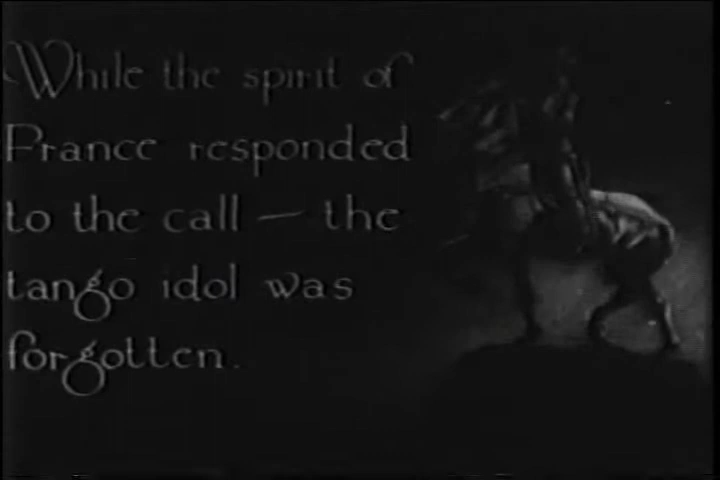 While the spirit of
France responded
to the call — the
tango idol was
forgotten.